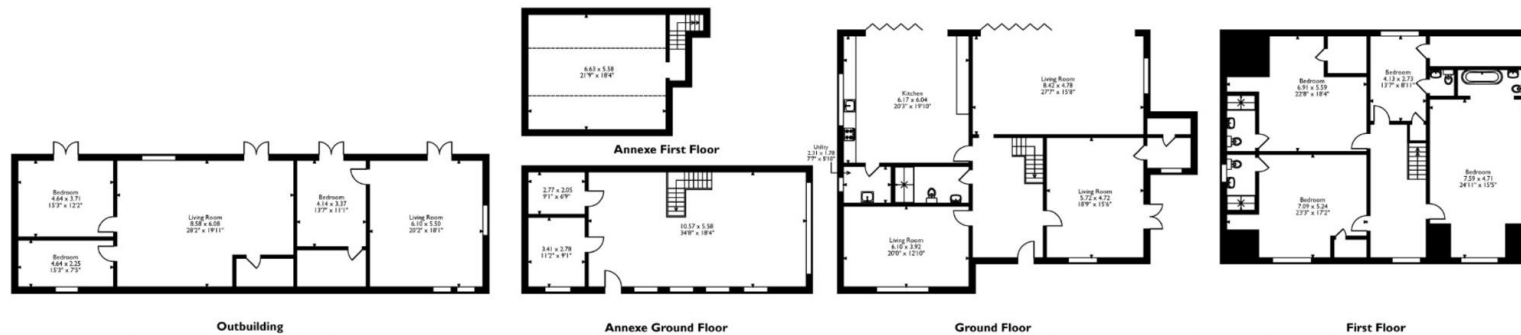 Bedroom
4.64 x 3.71
15'3" x 12'2"
Bedroom
4.64 x 2.25
15'3" x 7'5"
Living Room
8.58 x 6.08
28'2" x 19'11"
Bedroom
4.14 x 3.37
13'7" x 11'1"
Living Room
6.10 x 5.50
20'2" x 18'1"
Outbuilding
6.63 x 5.58
21'9" x 18'4"
Annexe First Floor
2.77 x 2.05
9'1" x 6'9"
3.41 x 2.78
11'2" x 9'1"
10.57 x 5.58
34'8" x 18'4"
Annexe Ground Floor
Kitchen
6.17 x 6.04
20'3" x 19'10"
Living Room
8.42 x 4.78
27'7" x 15'8"
Utility
2.31 x 1.78
7'7" x 5'10"
Living Room
6.10 x 3.92
20'0" x 12'10"
Living Room
5.72 x 4.72
18'9" x 15'6"
Ground Floor
Bedroom
6.91 x 5.59
22'8" x 18'4"
Bedroom
4.13 x 2.73
13'7" x 8'11"
Bedroom
7.09 x 5.24
23'3" x 17'2"
Bedroom
7.59 x 4.71
24'11" x 15'5"
First Floor